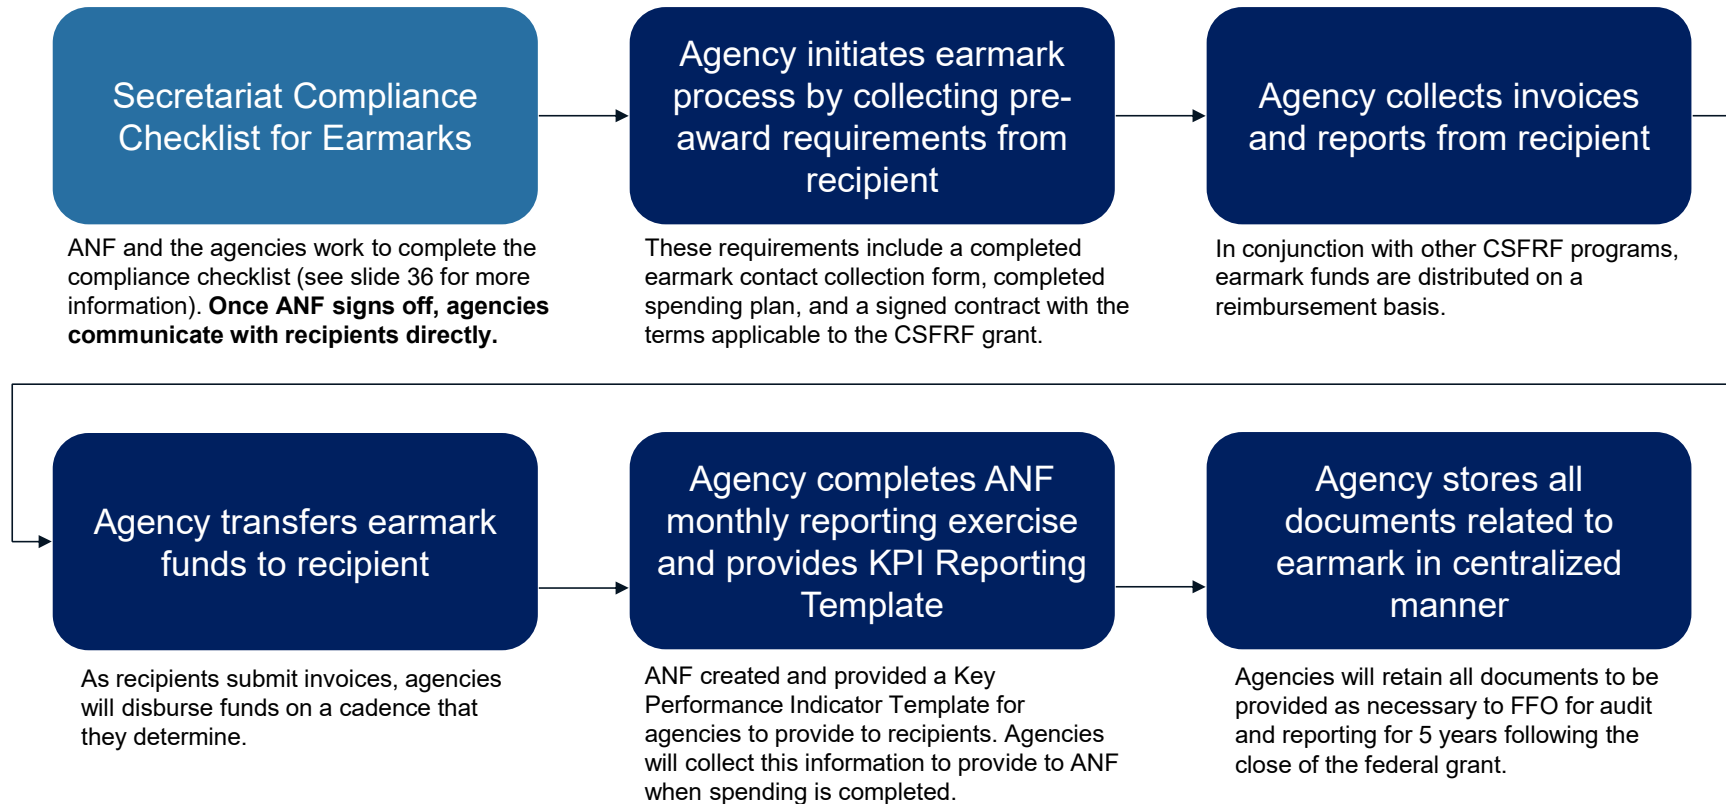 Secretariat Compliance
Checklist for Earmarks
ANF and the agencies work to complete the
compliance checklist (see slide 36 for more
information). Once ANF signs off, agencies
communicate with recipients directly.
Agency initiates earmark
process by collecting pre-
award requirements from
recipient
These requirements include a completed
earmark contact collection form, completed
spending plan, and a signed contract with the
terms applicable to the CSFRF grant.
Agency collects invoices
and reports from recipient
In conjunction with other CSFRF programs,
earmark funds are distributed on a
reimbursement basis.
Agency transfers earmark
funds to recipient
As recipients submit invoices, agencies
will disburse funds on a cadence that
they determine.
Agency completes ANF
monthly reporting exercise
and provides KPI Reporting
Template
ANF created and provided a Key
Performance Indicator Template for
agencies to provide to recipients. Agencies
will collect this information to provide to ANF
when spending is completed.
Agency stores all
documents related to
earmark in centralized
manner
Agencies will retain all documents to be
provided as necessary to FFO for audit
and reporting for 5 years following the
close of the federal grant.